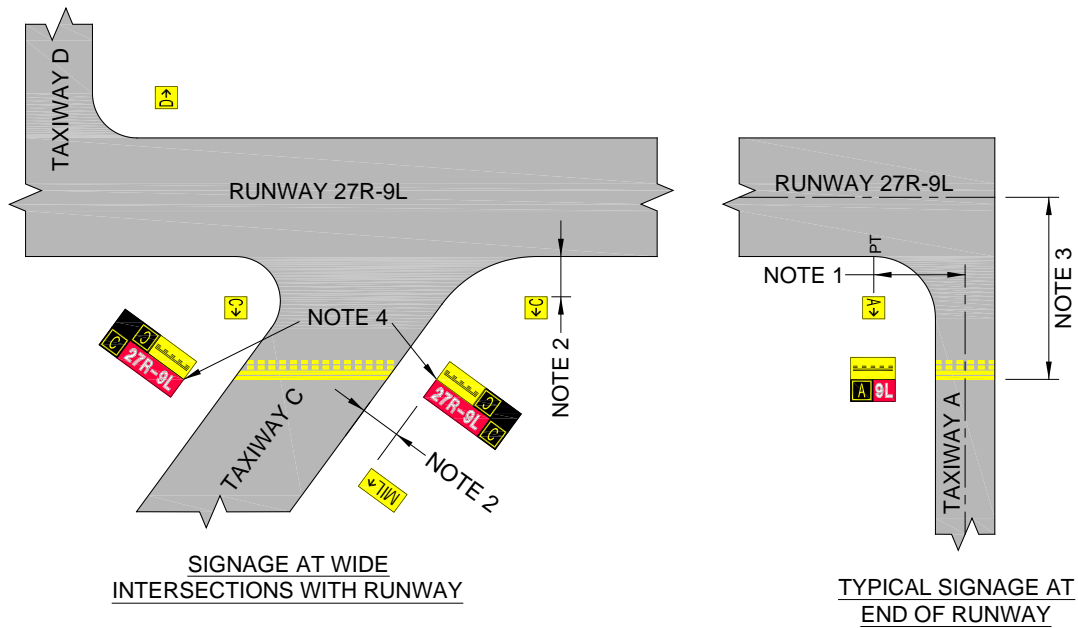 TAXIWAY D
D↑
RUNWAY 27R-9L
C↓
NOTE 4
C↓
C
C 27R-9L
C
27R-9L C
NOTE 2
TAXIWAY C
NOTE 2
MIL↓
SIGNAGE AT WIDE
INTERSECTIONS WITH RUNWAY
RUNWAY 27R-9L
PT
NOTE 1
NOTE 3
A↓
A 9L
TAXIWAY A
TYPICAL SIGNAGE AT
END OF RUNWAY